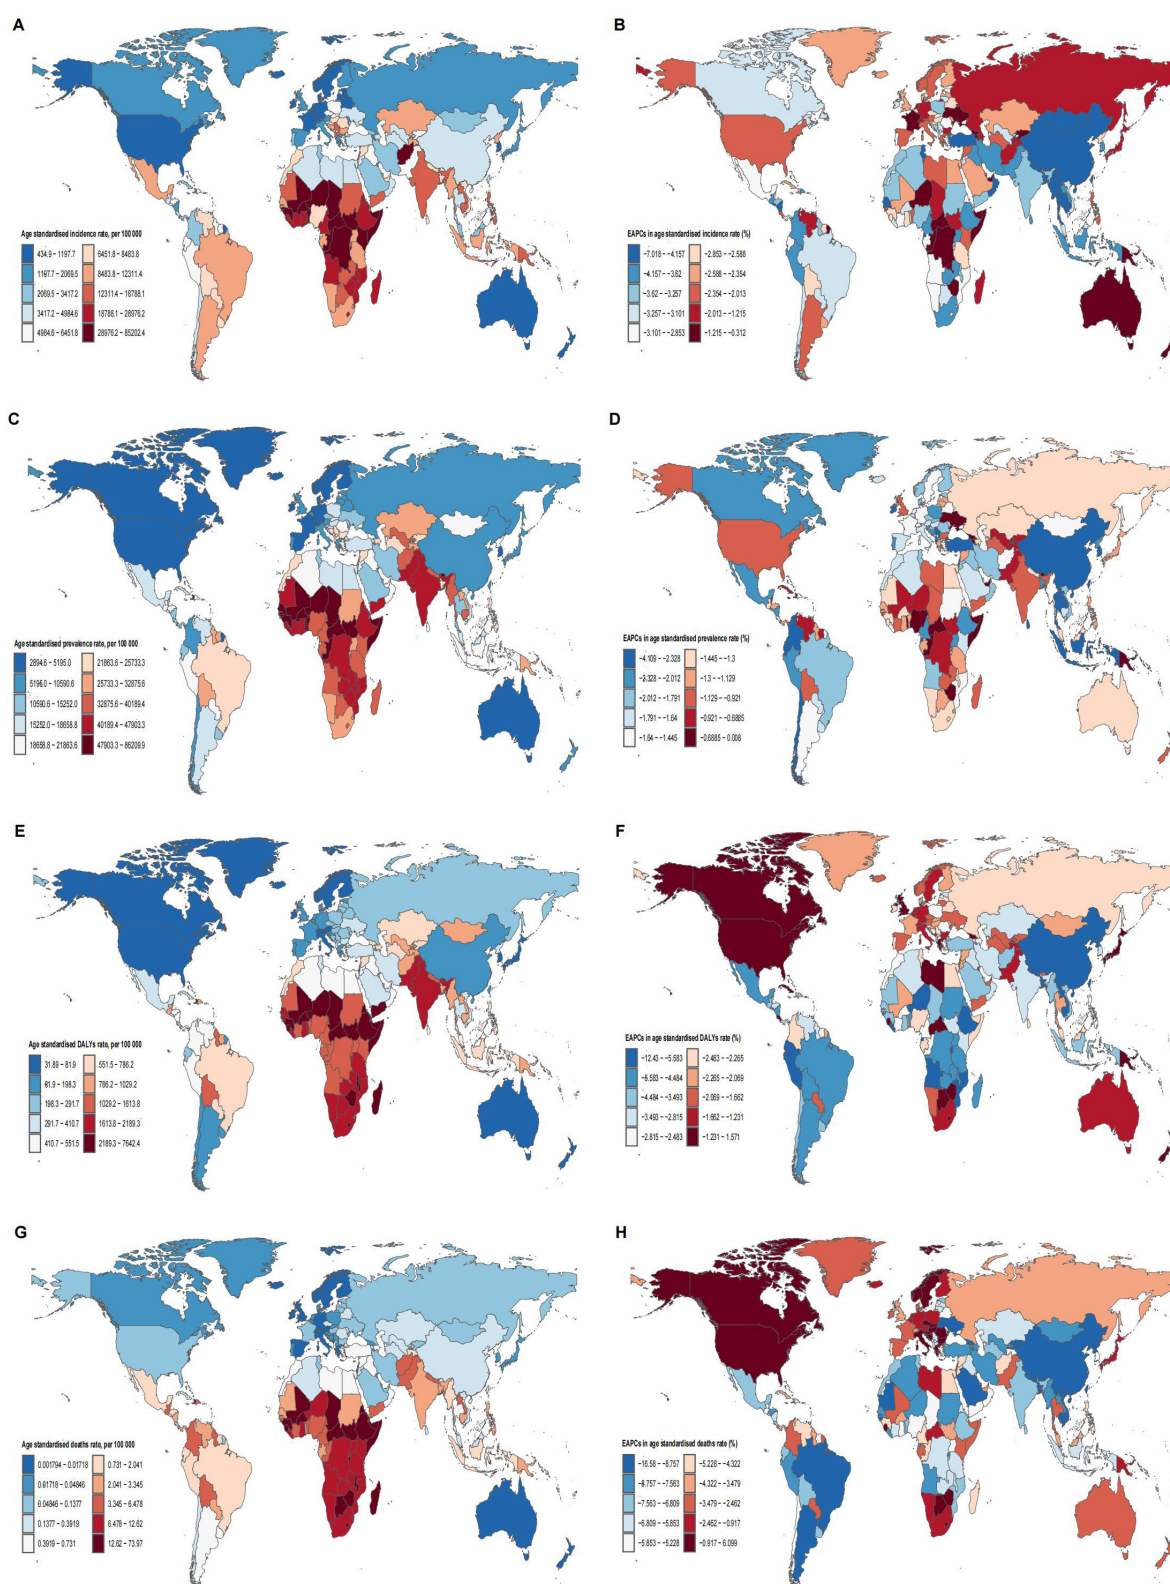 A
B
Age standardised incidence rate, per 100 000
434.9 – 1197.7
6451.8 – 8483.8
1197.7 – 2069.5
8483.8 – 12311.4
2069.5 – 3417.2
12311.4 – 18788.1
3417.2 – 4984.6
18788.1 – 28976.2
4984.6 – 6451.8
28976.2 – 85202.4
EAPCs in age standardised incidence rate (%)
−7.018 – −4.157
−2.853 – −2.588
−4.157 – −3.62
−2.588 – −2.354
−3.62 – −3.257
−2.354 – −2.013
−3.257 – −3.101
−2.013 – −1.215
−3.101 – −2.853
−1.215 – −0.312
C
D
Age standardised prevalence rate, per 100 000
2894.6 – 5195.0
21863.6 – 25733.3
5196.0 – 10590.6
25733.3 – 32875.6
10590.6 – 15252.0
32875.6 – 40189.4
15252.0 – 18658.8
40189.4 – 47903.3
18658.8 – 21863.6
47903.3 – 86209.9
EAPCs in age standardised prevalence rate (%)
−4.109 – −2.328
−1.445 – −1.3
−2.328 – −2.012
−1.3 – −1.129
−2.012 – −1.791
−1.129 – −0.921
−1.791 – −1.64
−0.921 – −0.6885
−1.64 – −1.445
−0.6885 – 0.008
E
F
Age standardised DALYs rate, per 100 000
31.89 – 81.9
551.5 – 786.2
81.9 – 198.3
786.2 – 1029.2
198.3 – 291.7
1029.2 – 1613.8
291.7 – 410.7
1613.8 – 2189.3
410.7 – 551.5
2189.3 – 7642.4
EAPCs in age standardised DALYs rate (%)
−12.43 – −5.583
−2.483 – −2.265
−5.583 – −4.484
−2.265 – −2.069
−4.484 – −3.493
−2.069 – −1.662
−3.493 – −2.815
−1.662 – −1.231
−2.815 – −2.483
−1.231 – 1.571
G
H
Age standardised deaths rate, per 100 000
0.001794 – 0.01718
0.731 – 2.041
0.01718 – 0.04846
2.041 – 3.345
0.04846 – 0.1377
3.345 – 6.478
0.1377 – 0.3919
6.478 – 12.62
0.3919 – 0.731
12.62 – 73.97
EAPCs in age standardised deaths rate (%)
−16.58 – −8.757
−5.228 – −4.322
−8.757 – −7.563
−4.322 – −3.479
−7.563 – −6.809
−3.479 – −2.462
−6.809 – −5.853
−2.462 – −0.917
−5.853 – −5.228
−0.917 – 6.099